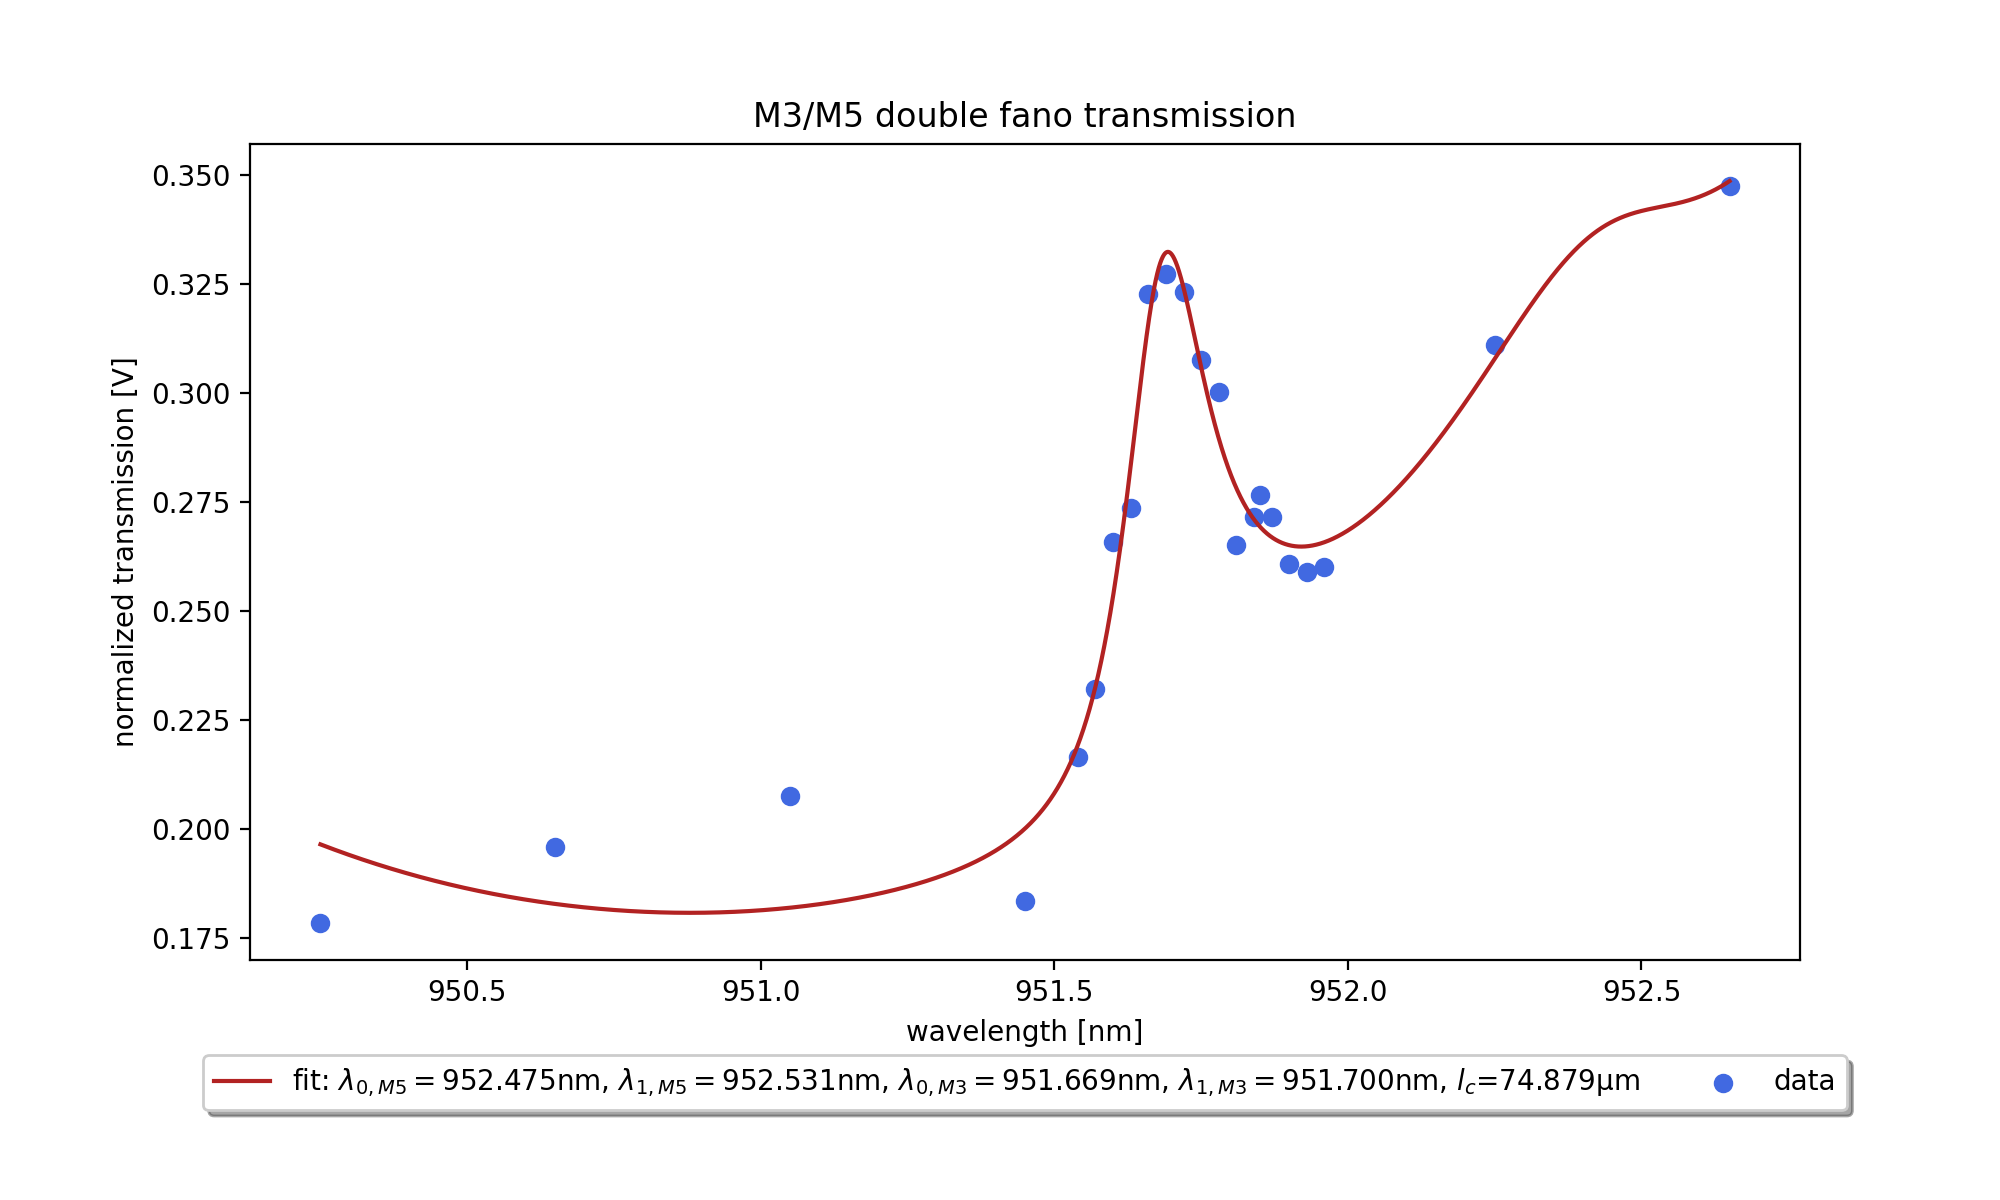 M3/M5 double fano transmission
normalized transmission [V]
0.350
0.325
0.300
0.275
0.250
0.225
0.200
0.175
950.5 951.0 951.5 952.0 952.5
wavelength [nm]
fit: λ₀,M5 = 952.475nm, λ₁,M5 = 952.531nm, λ₀,M3 = 951.669nm, λ₁,M3 = 951.700nm, l_c=74.879μm data